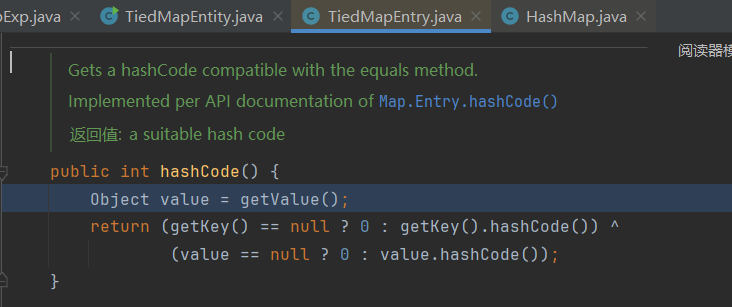 pExp.java × TiedMapEntity.java × TiedMapEntry.java × HashMap.java ×
阅读器模
Gets a hashCode compatible with the equals method.
Implemented per API documentation of Map.Entry.hashCode()
返回值: a suitable hash code
public int hashCode() {
Object value = getValue();
return (getKey() == null ? 0 : getKey().hashCode()) ^
(value == null ? 0 : value.hashCode());
}